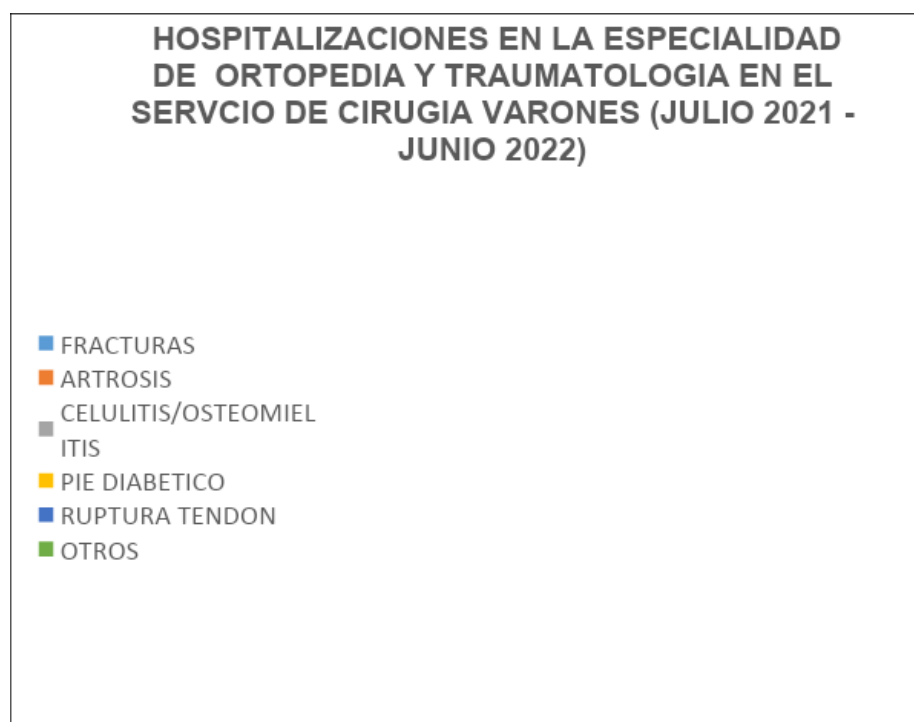 HOSPITALIZACIONES EN LA ESPECIALIDAD
DE  ORTOPEDIA Y TRAUMATOLOGIA EN EL
SERVCIO DE CIRUGIA VARONES (JULIO 2021 -
JUNIO 2022)
FRACTURAS
ARTROSIS
CELULITIS/OSTEOMIEL
ITIS
PIE DIABETICO
RUPTURA TENDON
OTROS